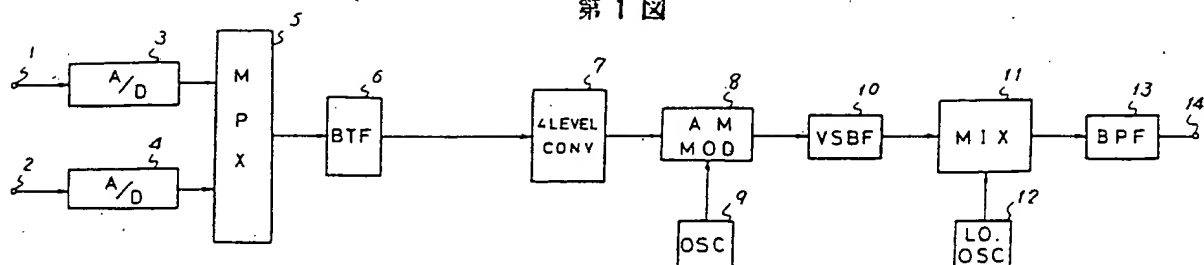 第1図
1
3
A/D
5
M
P
X
6
BTF
7
4LEVEL
CONV
8
AM
MOD
10
VSBF
11
MIX
13
BPF
14
2
4
A/D
9
OSC
12
LO.
OSC